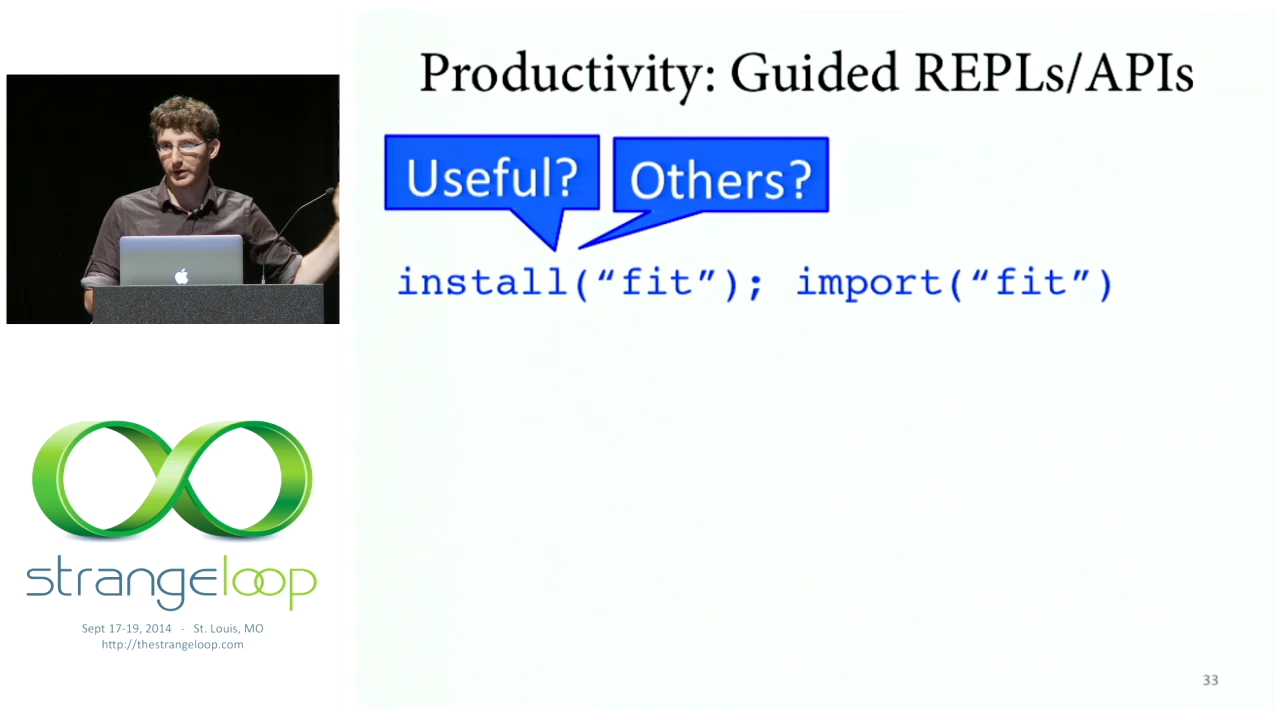 Productivity: Guided REPLs/APIs
Useful? Others?
install(“fit”); import(“fit”)
strangeloop
Sept 17-19, 2014 - St. Louis, MO
http://thestrangeloop.com
33